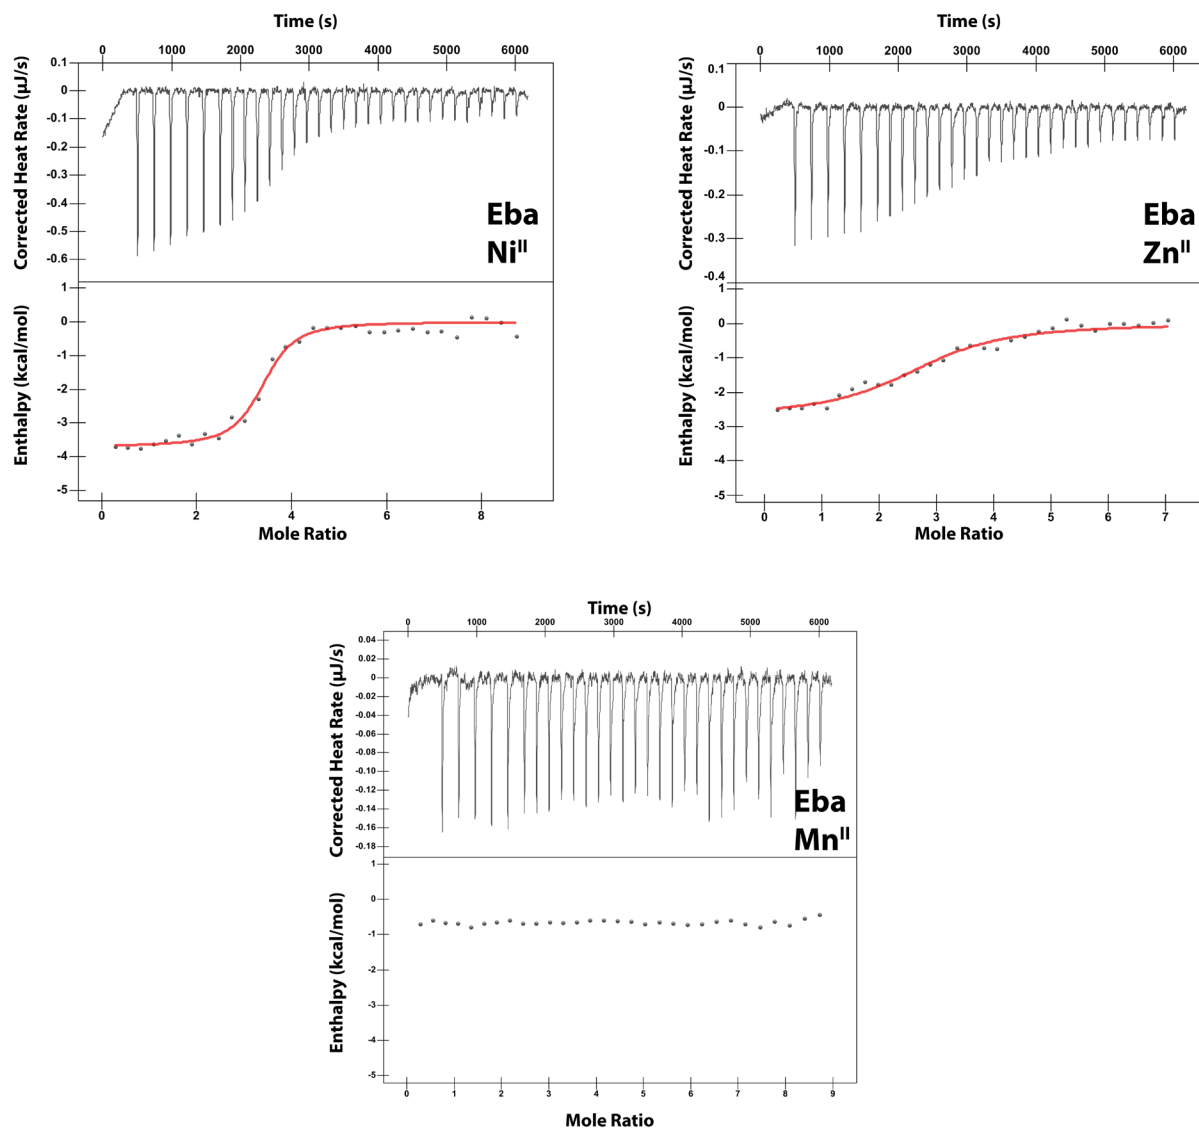 Time (s)
0 1000 2000 3000 4000 5000 6000
Corrected Heat Rate (µJ/s)
0.1
0
-0.1
-0.2
-0.3
-0.4
-0.5
-0.6
Eba
Ni^II
Enthalpy (kcal/mol)
1
0
-1
-2
-3
-4
-5
0 2 4 6 8
Mole Ratio
Time (s)
0 1000 2000 3000 4000 5000 6000
Corrected Heat Rate (µJ/s)
0.1
0
-0.1
-0.2
-0.3
-0.4
Eba
Zn^II
Enthalpy (kcal/mol)
1
0
-1
-2
-3
-4
-5
0 1 2 3 4 5 6 7
Mole Ratio
Time (s)
0 1000 2000 3000 4000 5000 6000
Corrected Heat Rate (µJ/s)
0.04
0.02
0
-0.02
-0.04
-0.06
-0.08
-0.10
-0.12
-0.14
-0.16
-0.18
Eba
Mn^II
Enthalpy (kcal/mol)
1
0
-1
-2
-3
-4
-5
0 1 2 3 4 5 6 7 8 9
Mole Ratio